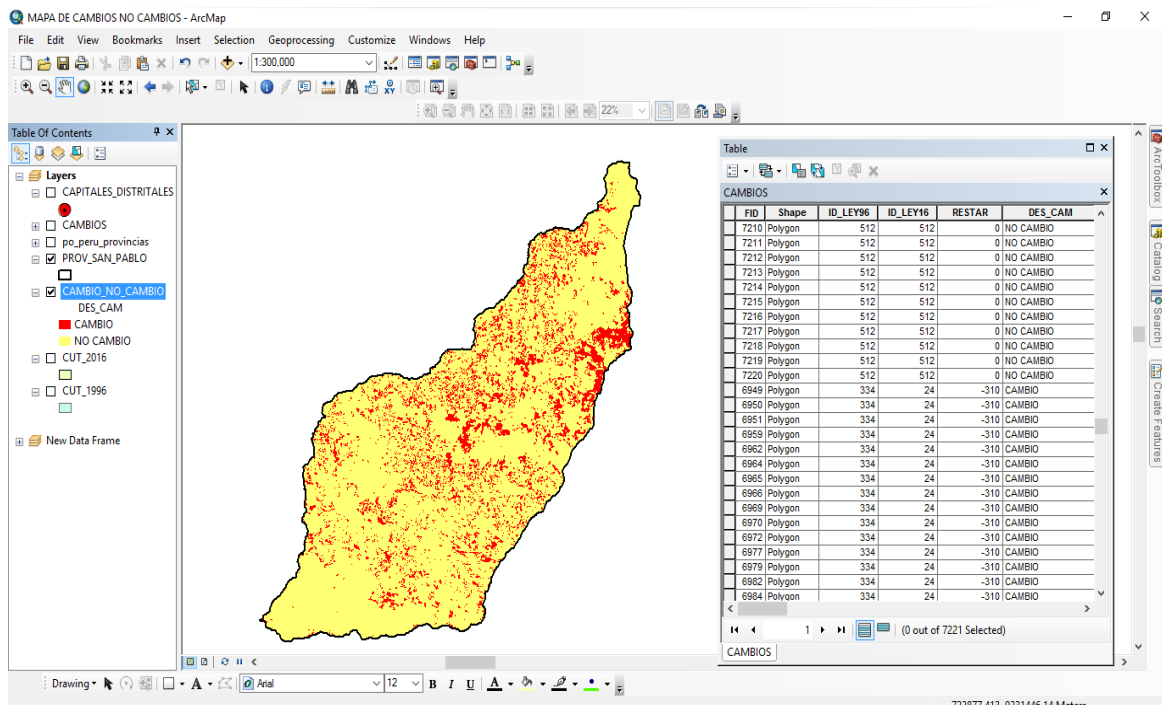 MAPA DE CAMBIOS NO CAMBIOS - ArcMap
File Edit View Bookmarks Insert Selection Geoprocessing Customize Windows Help
1:300,000
22%
Table Of Contents
Layers
CAPITALES_DISTRITALES
CAMBIOS
po_peru_provincias
PROV_SAN_PABLO
CAMBIO_NO_CAMBIO
DES_CAM
CAMBIO
NO CAMBIO
CUT_2016
CUT_1996
New Data Frame
Table
CAMBIOS
FID Shape ID_LEY96 ID_LEY16 RESTAR DES_CAM
7210 Polygon 512 512 0 NO CAMBIO
7211 Polygon 512 512 0 NO CAMBIO
7212 Polygon 512 512 0 NO CAMBIO
7213 Polygon 512 512 0 NO CAMBIO
7214 Polygon 512 512 0 NO CAMBIO
7215 Polygon 512 512 0 NO CAMBIO
7216 Polygon 512 512 0 NO CAMBIO
7217 Polygon 512 512 0 NO CAMBIO
7218 Polygon 512 512 0 NO CAMBIO
7219 Polygon 512 512 0 NO CAMBIO
7220 Polygon 512 512 0 NO CAMBIO
6949 Polygon 334 24 -310 CAMBIO
6950 Polygon 334 24 -310 CAMBIO
6951 Polygon 334 24 -310 CAMBIO
6959 Polygon 334 24 -310 CAMBIO
6962 Polygon 334 24 -310 CAMBIO
6964 Polygon 334 24 -310 CAMBIO
6965 Polygon 334 24 -310 CAMBIO
6966 Polygon 334 24 -310 CAMBIO
6969 Polygon 334 24 -310 CAMBIO
6970 Polygon 334 24 -310 CAMBIO
6972 Polygon 334 24 -310 CAMBIO
6977 Polygon 334 24 -310 CAMBIO
6979 Polygon 334 24 -310 CAMBIO
6982 Polygon 334 24 -310 CAMBIO
6984 Polygon 334 24 -310 CAMBIO
1
(0 out of 7221 Selected)
CAMBIOS
ArcToolbox
Catalog
Search
Create Features
Drawing
A
Arial
12
B I U A